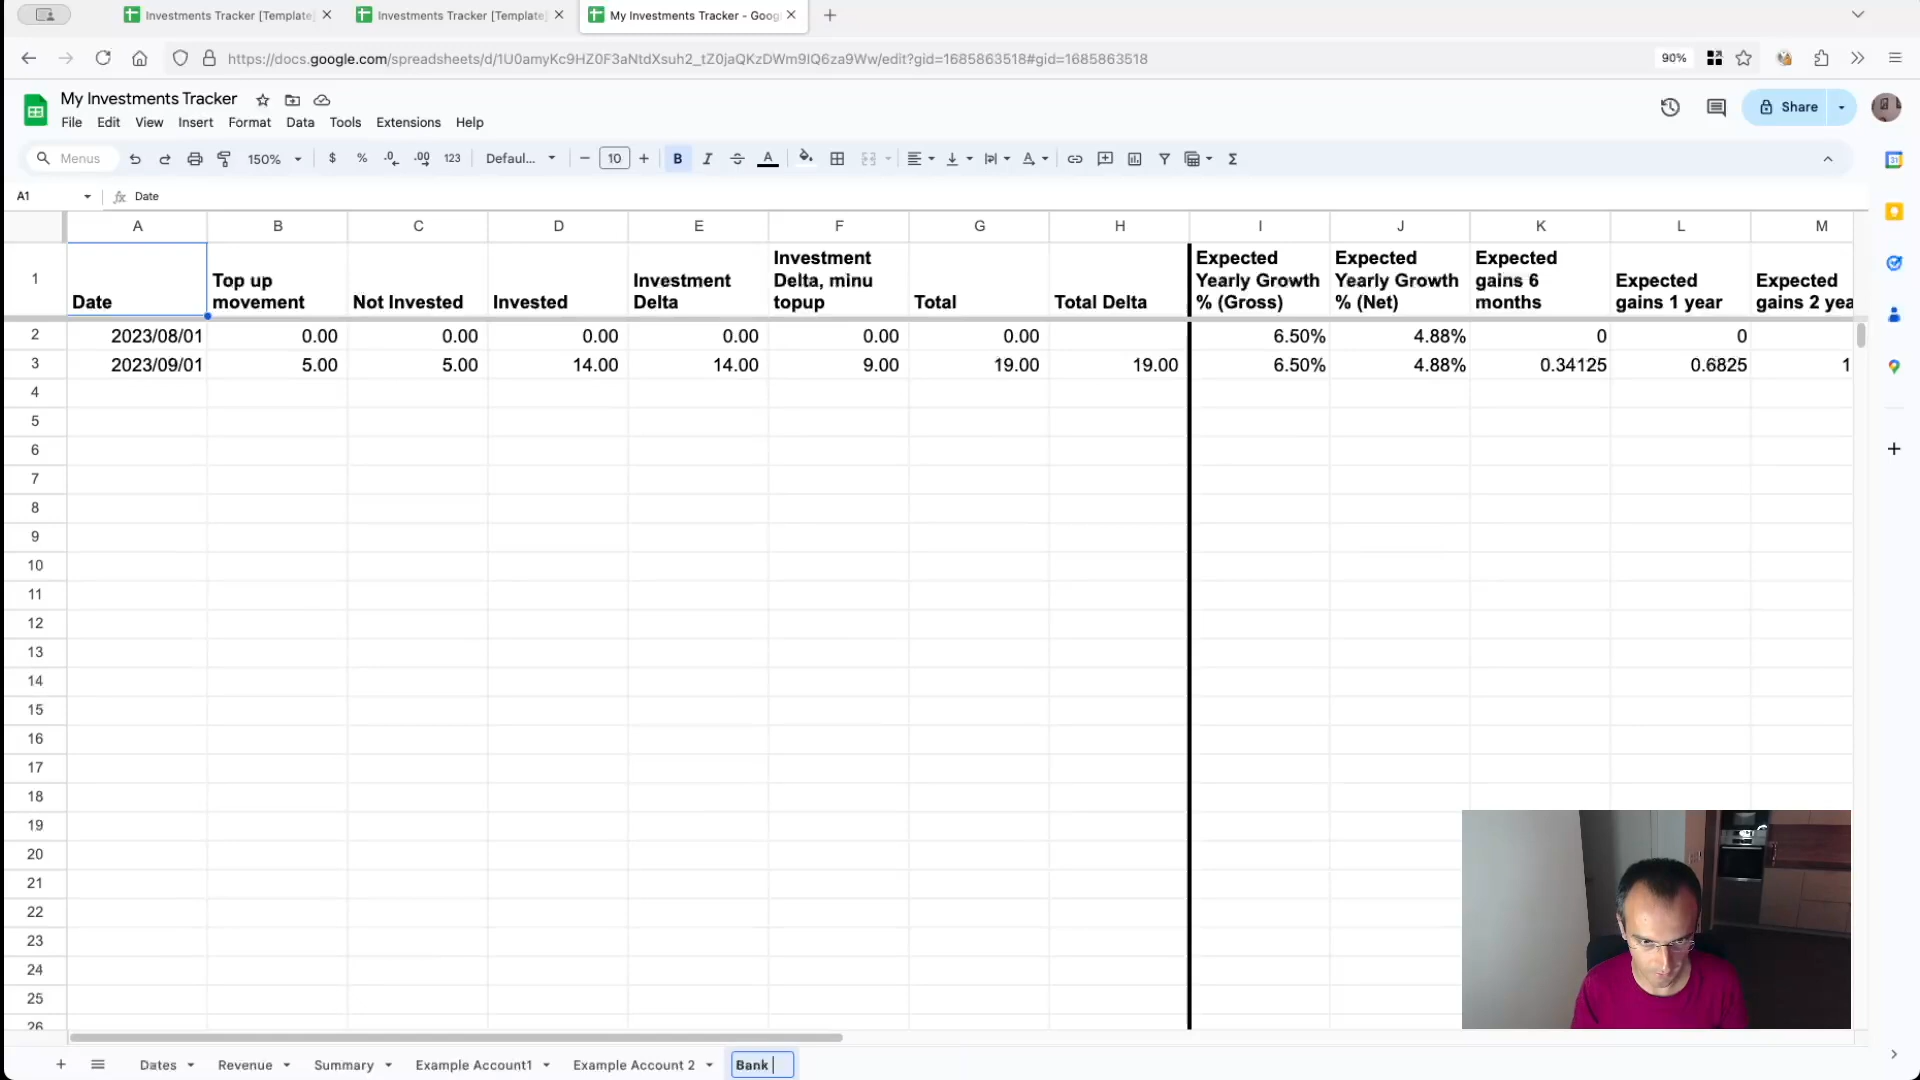 Investments Tracker [Template]
Investments Tracker [Template]
My Investments Tracker - Goog
https://docs.google.com/spreadsheets/d/1U0amyKc9HZ0F3aNtdXsuh2_tZ0jaQKzDWm9IQ6za9Ww/edit?gid=1685863518#gid=1685863518
90%
My Investments Tracker
Share
File Edit View Insert Format Data Tools Extensions Help
Menus 150% $ % .0 .00 123 Defaul... 10 B I A Σ
A1 fx Date
A B C D E F G H I J K L M
1
Date
Top up
movement
Not Invested
Invested
Investment
Delta
Investment
Delta, minu
topup
Total
Total Delta
Expected
Yearly Growth
% (Gross)
Expected
Yearly Growth
% (Net)
Expected
gains 6
months
Expected
gains 1 year
Expected
gains 2 yea
2 2023/08/01 0.00 0.00 0.00 0.00 0.00 0.00 6.50% 4.88% 0 0
3 2023/09/01 5.00 5.00 14.00 14.00 9.00 19.00 19.00 6.50% 4.88% 0.34125 0.6825 1
4
5
6
7
8
9
10
11
12
13
14
15
16
17
18
19
20
21
22
23
24
25
26
Dates Revenue Summary Example Account1 Example Account 2 Bank
31